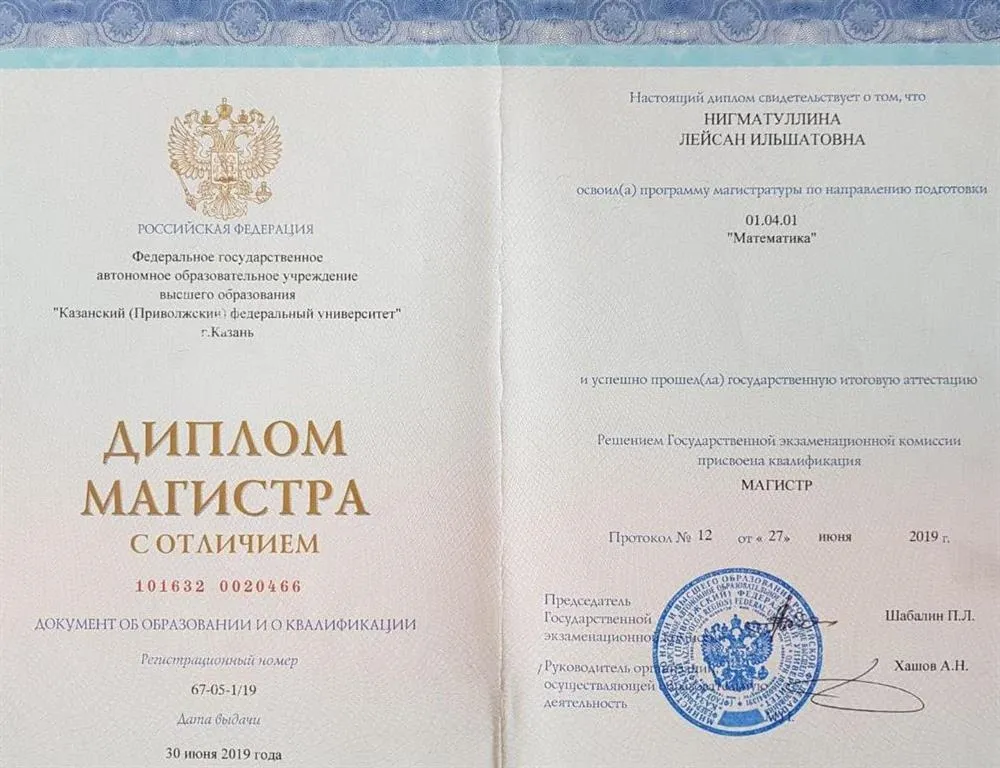 РОССИЙСКАЯ ФЕДЕРАЦИЯ
Федеральное государственное
автономное образовательное учреждение
высшего образования
"Казанский (Приволжский) федеральный университет"
г.Казань
ДИПЛОМ
МАГИСТРА
С ОТЛИЧИЕМ
101632 0020466
ДОКУМЕНТ ОБ ОБРАЗОВАНИИ И О КВАЛИФИКАЦИИ
Регистрационный номер
67-05-1/19
Дата выдачи
30 июня 2019 года
Настоящий диплом свидетельствует о том, что
НИГМАТУЛЛИНА
ЛЕЙСАН ИЛЬШАТОВНА
освоил(а) программу магистратуры по направлению подготовки
01.04.01
"Математика"
и успешно прошел(ла) государственную итоговую аттестацию
Решением Государственной экзаменационной комиссии
присвоена квалификация
МАГИСТР
Протокол № 12 от « 27» июня 2019 г.
Председатель
Государственной
экзаменационной
Шабалин П.Л.
Руководитель организации,
осуществляющей образовательную
деятельность
Хашов А.Н.